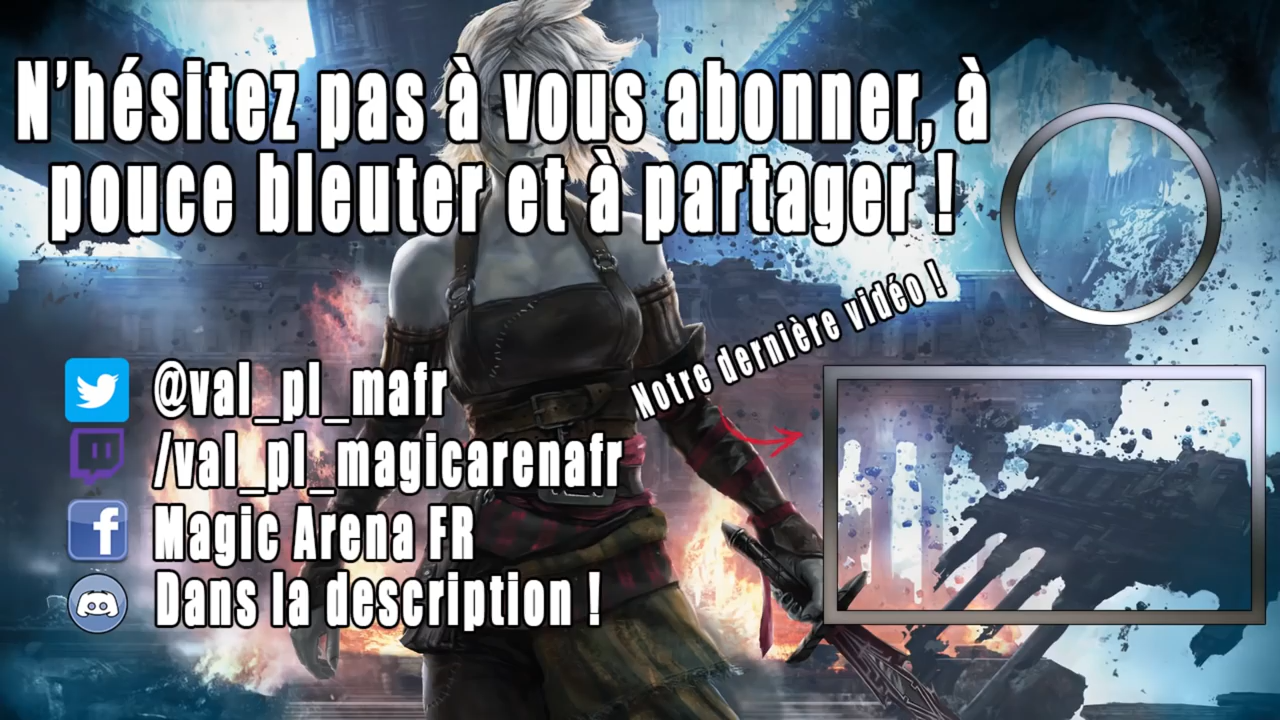 N'hésitez pas à vous abonner, à
pouce bleuter et à partager !
Notre dernière vidéo !
@val_pl_mafr
/val_pl_magicarenafr
Magic Arena FR
Dans la description !